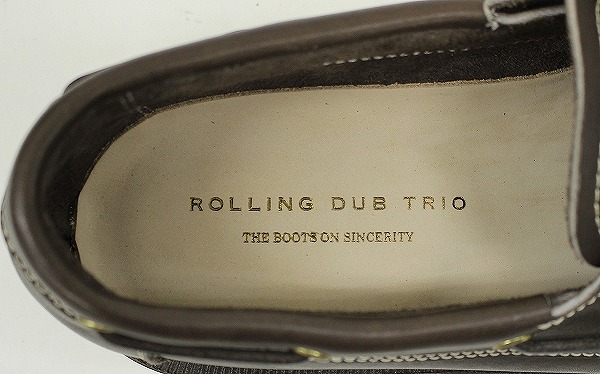 ROLLING DUB TRIO
THE BOOTS ON SINCERITY